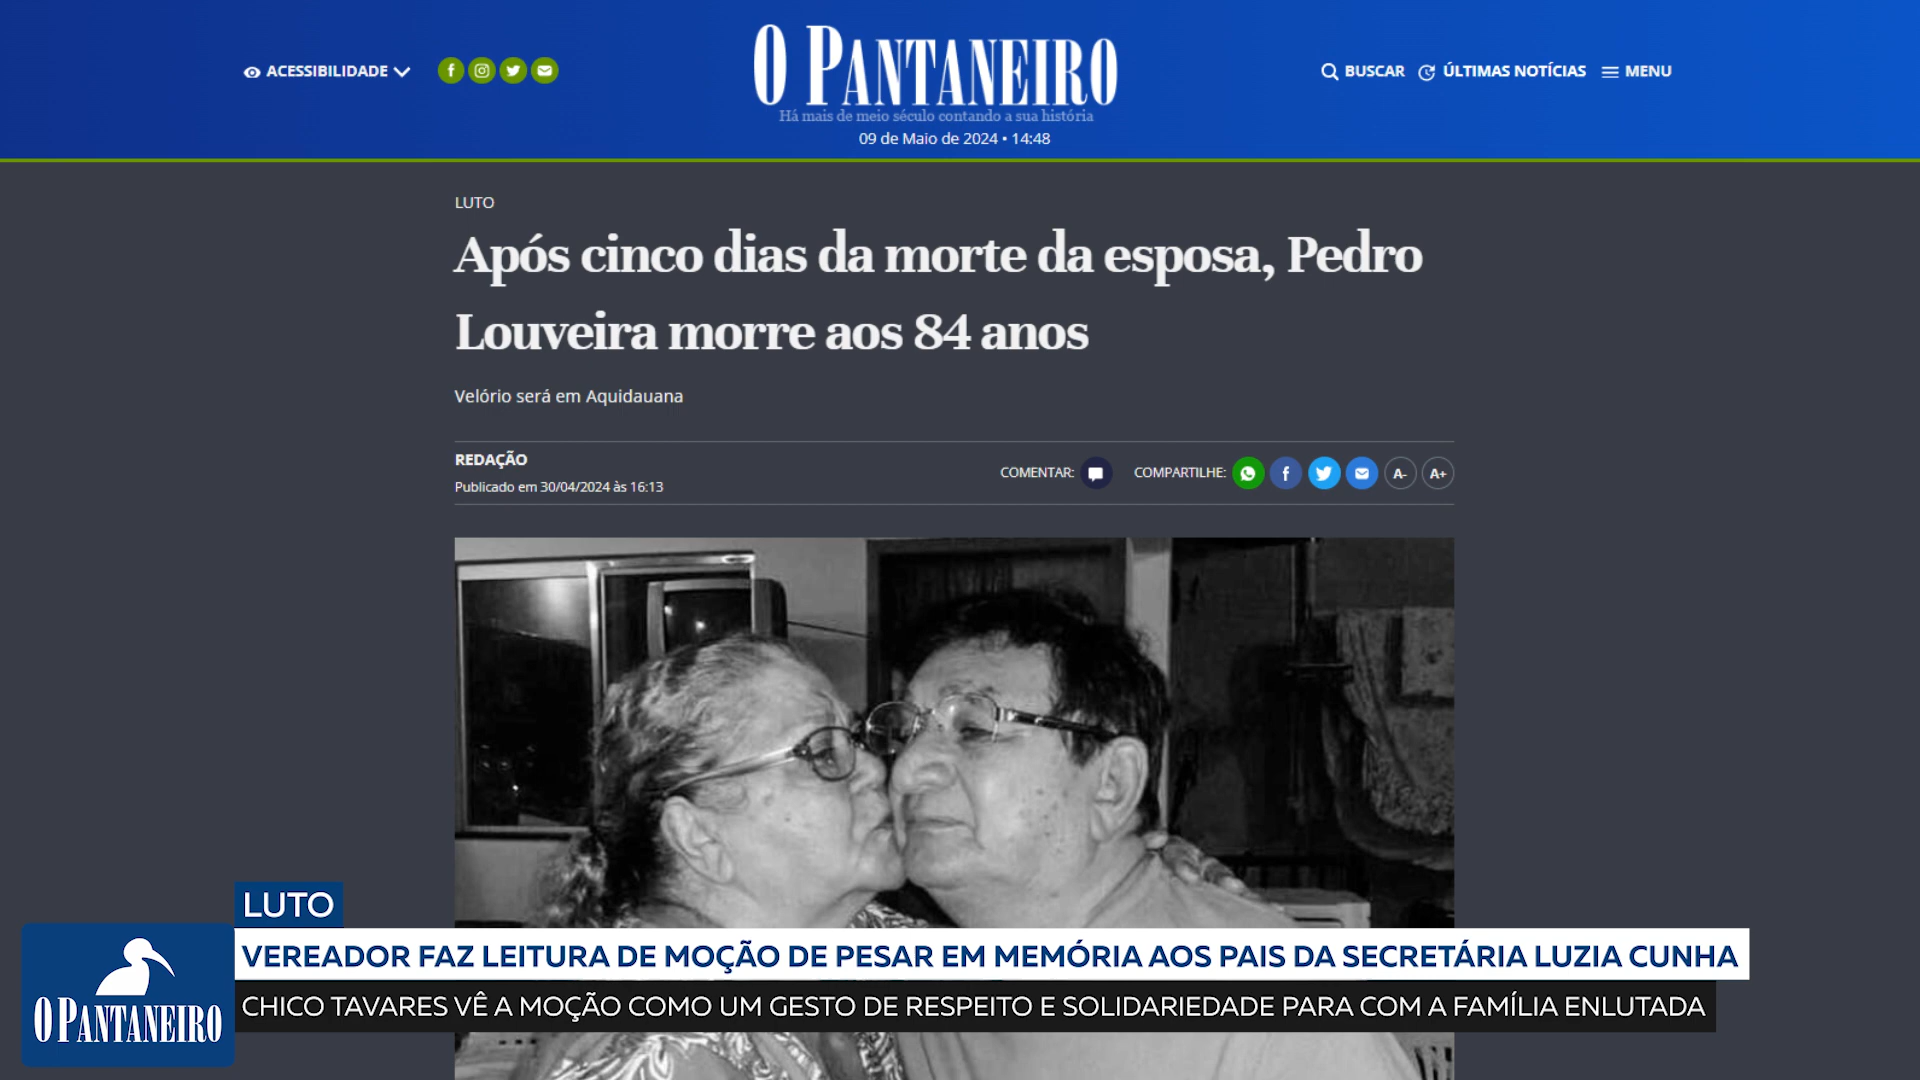 ACESSIBILIDADE
O PANTANEIRO
Há mais de meio século contando a sua história
09 de Maio de 2024 • 14:48
BUSCAR
ÚLTIMAS NOTÍCIAS
MENU
LUTO
Após cinco dias da morte da esposa, Pedro
Louveira morre aos 84 anos
Velório será em Aquidauana
REDAÇÃO
Publicado em 30/04/2024 às 16:13
COMENTAR:
COMPARTILHE:
A-
A+
LUTO
VEREADOR FAZ LEITURA DE MOÇÃO DE PESAR EM MEMÓRIA AOS PAIS DA SECRETÁRIA LUZIA CUNHA
CHICO TAVARES VÊ A MOÇÃO COMO UM GESTO DE RESPEITO E SOLIDARIEDADE PARA COM A FAMÍLIA ENLUTADA
O PANTANEIRO